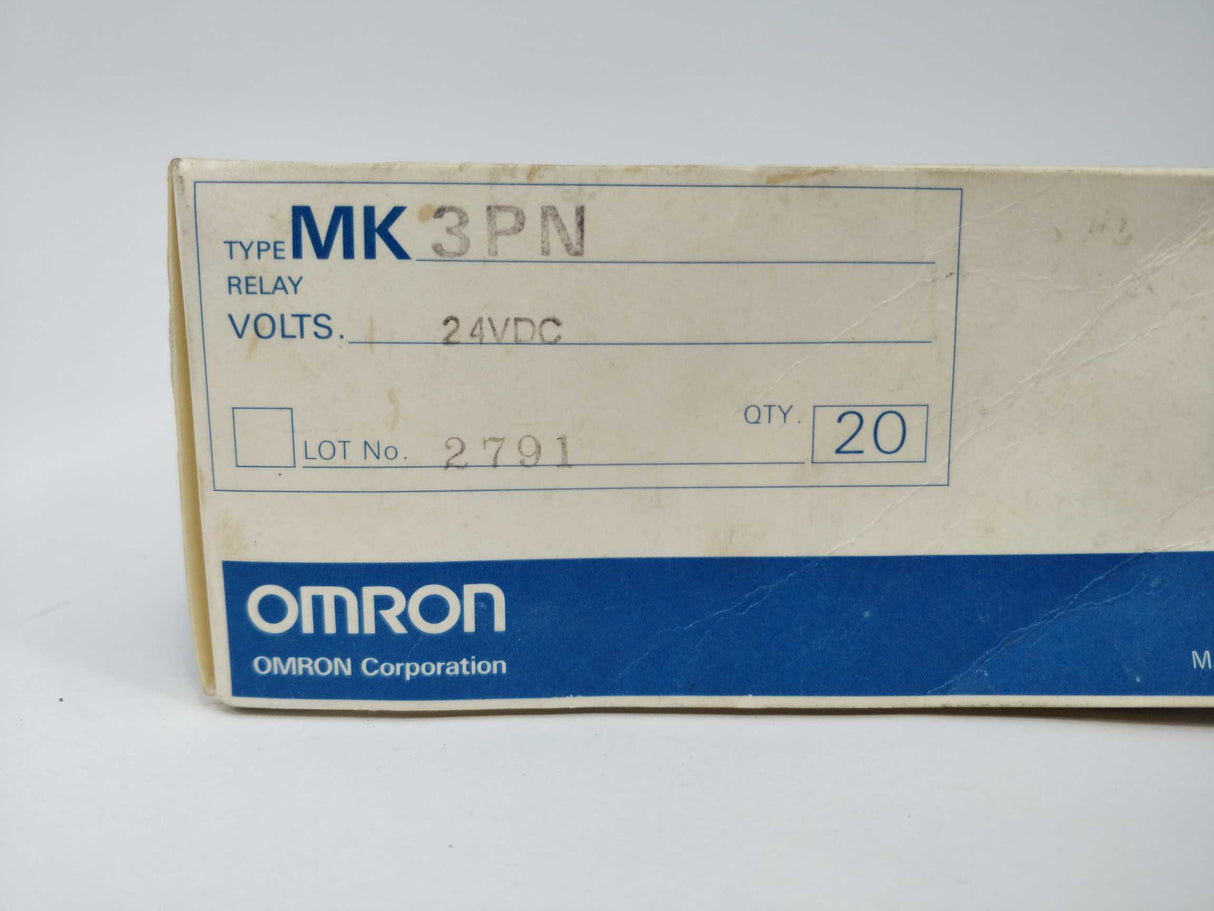 TYPE MK 3PN
RELAY
VOLTS. 24VDC
QTY. 20
LOT No. 2791
OMRON
OMRON Corporation